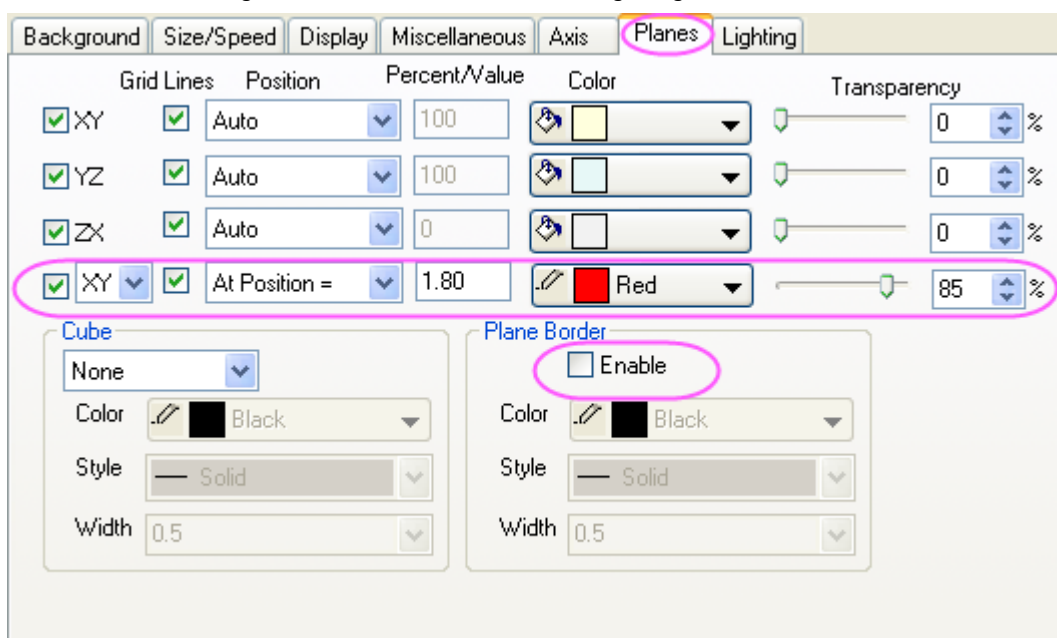 Background Size/Speed Display Miscellaneous Axis Planes Lighting
Grid Lines Position Percent/Value Color Transparency
XY Auto 100 0 %
YZ Auto 100 0 %
ZX Auto 0 0 %
XY At Position = 1.80 Red 85 %
Cube Plane Border
None Enable
Color Black Color Black
Style Solid Style Solid
Width 0.5 Width 0.5